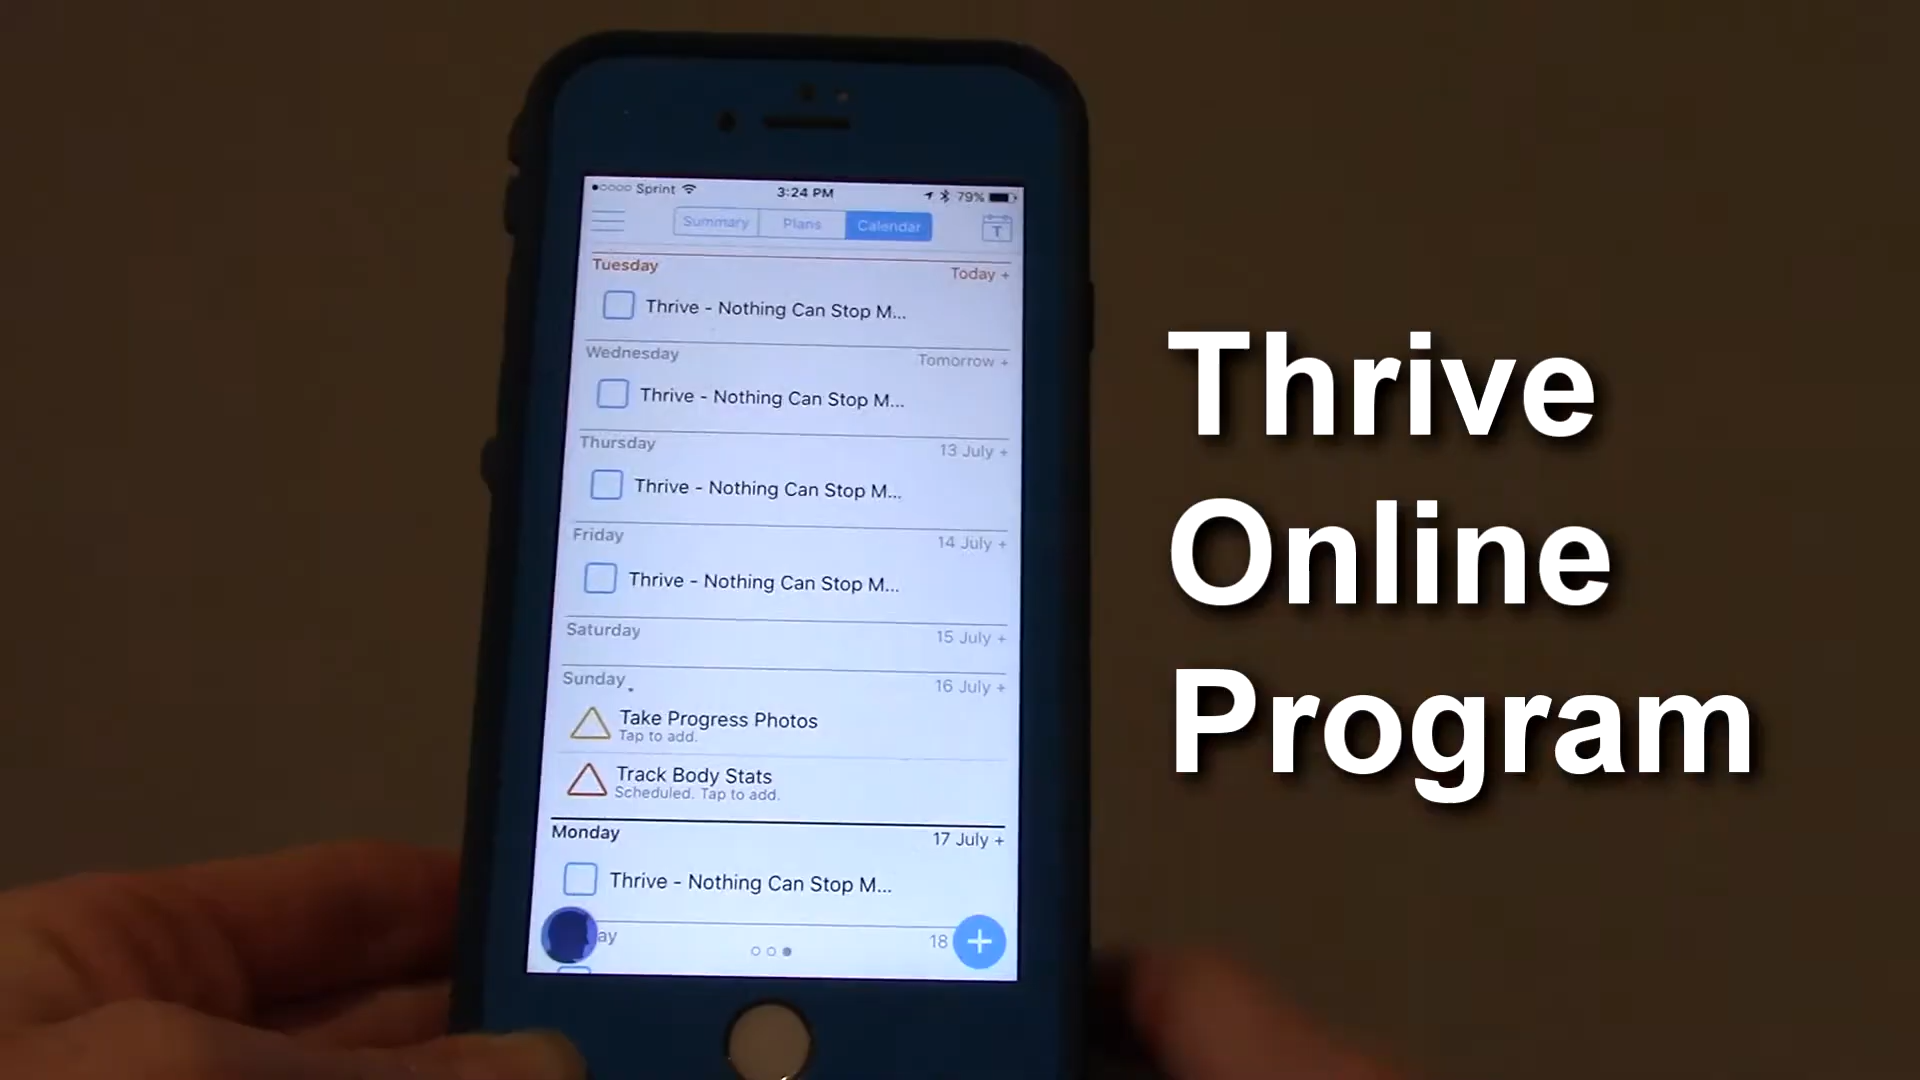 Sprint 3:24 PM 79%
Summary Plans Calendar T
Tuesday Today +
Thrive - Nothing Can Stop M...
Wednesday Tomorrow +
Thrive - Nothing Can Stop M...
Thursday 13 July +
Thrive - Nothing Can Stop M...
Friday 14 July +
Thrive - Nothing Can Stop M...
Saturday 15 July +
Sunday 16 July +
Take Progress Photos
Tap to add.
Track Body Stats
Scheduled. Tap to add.
Monday 17 July +
Thrive - Nothing Can Stop M...
ay 18 +
Thrive
Online
Program